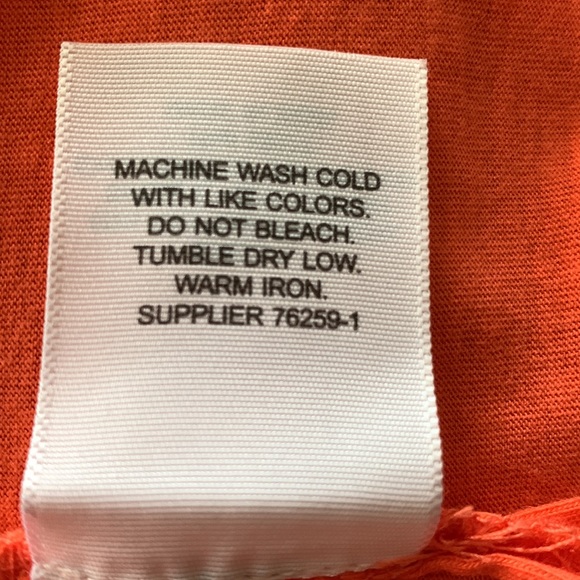 MACHINE WASH COLD
WITH LIKE COLORS.
DO NOT BLEACH.
TUMBLE DRY LOW.
WARM IRON.
SUPPLIER 76259-1